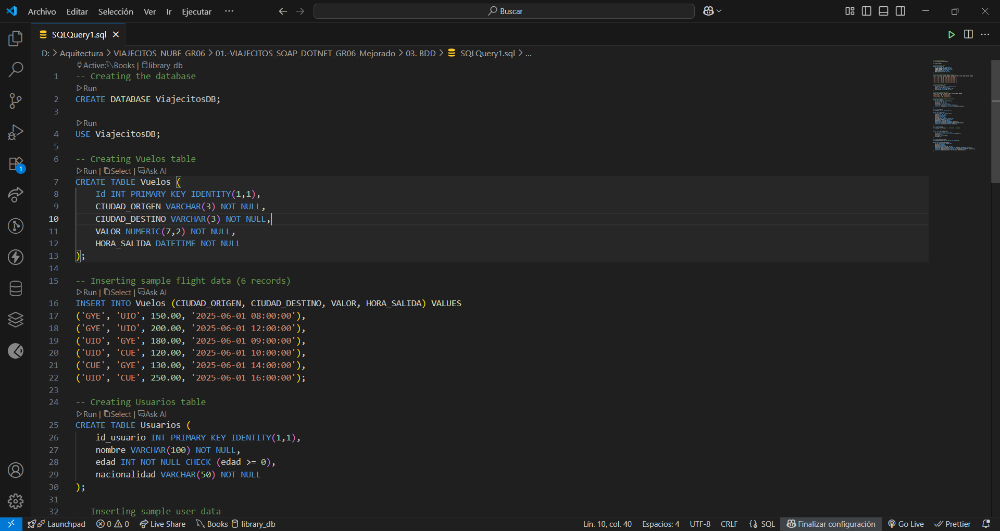 Archivo Editar Selección Ver Ir Ejecutar ···
Buscar
SQLQuery1.sql
D: > Aquitectura > VIAJECITOS_NUBE_GR06 > 01.-VIAJECITOS_SOAP_DOTNET_GR06_Mejorado > 03. BDD > SQLQuery1.sql > ...
Active: Books | library_db
1 -- Creating the database
Run
2 CREATE DATABASE ViajecitosDB;
3
Run
4 USE ViajecitosDB;
5
6 -- Creating Vuelos table
Run | Select | Ask AI
7 CREATE TABLE Vuelos (
8 Id INT PRIMARY KEY IDENTITY(1,1),
9 CIUDAD_ORIGEN VARCHAR(3) NOT NULL,
10 CIUDAD_DESTINO VARCHAR(3) NOT NULL,
11 VALOR NUMERIC(7,2) NOT NULL,
12 HORA_SALIDA DATETIME NOT NULL
13 );
14
15 -- Inserting sample flight data (6 records)
Run | Select | Ask AI
16 INSERT INTO Vuelos (CIUDAD_ORIGEN, CIUDAD_DESTINO, VALOR, HORA_SALIDA) VALUES
17 ('GYE', 'UIO', 150.00, '2025-06-01 08:00:00'),
18 ('GYE', 'UIO', 200.00, '2025-06-01 12:00:00'),
19 ('UIO', 'GYE', 180.00, '2025-06-01 09:00:00'),
20 ('UIO', 'CUE', 120.00, '2025-06-01 10:00:00'),
21 ('CUE', 'GYE', 130.00, '2025-06-01 14:00:00'),
22 ('UIO', 'CUE', 250.00, '2025-06-01 16:00:00');
23
24 -- Creating Usuarios table
Run | Select | Ask AI
25 CREATE TABLE Usuarios (
26 id_usuario INT PRIMARY KEY IDENTITY(1,1),
27 nombre VARCHAR(100) NOT NULL,
28 edad INT NOT NULL CHECK (edad >= 0),
29 nacionalidad VARCHAR(50) NOT NULL
30 );
31
32 -- Inserting sample user data
1
Launchpad 0 0 Live Share Books library_db Lín. 10, col. 40 Espacios: 4 UTF-8 CRLF {} SQL Finalizar configuración Go Live Prettier